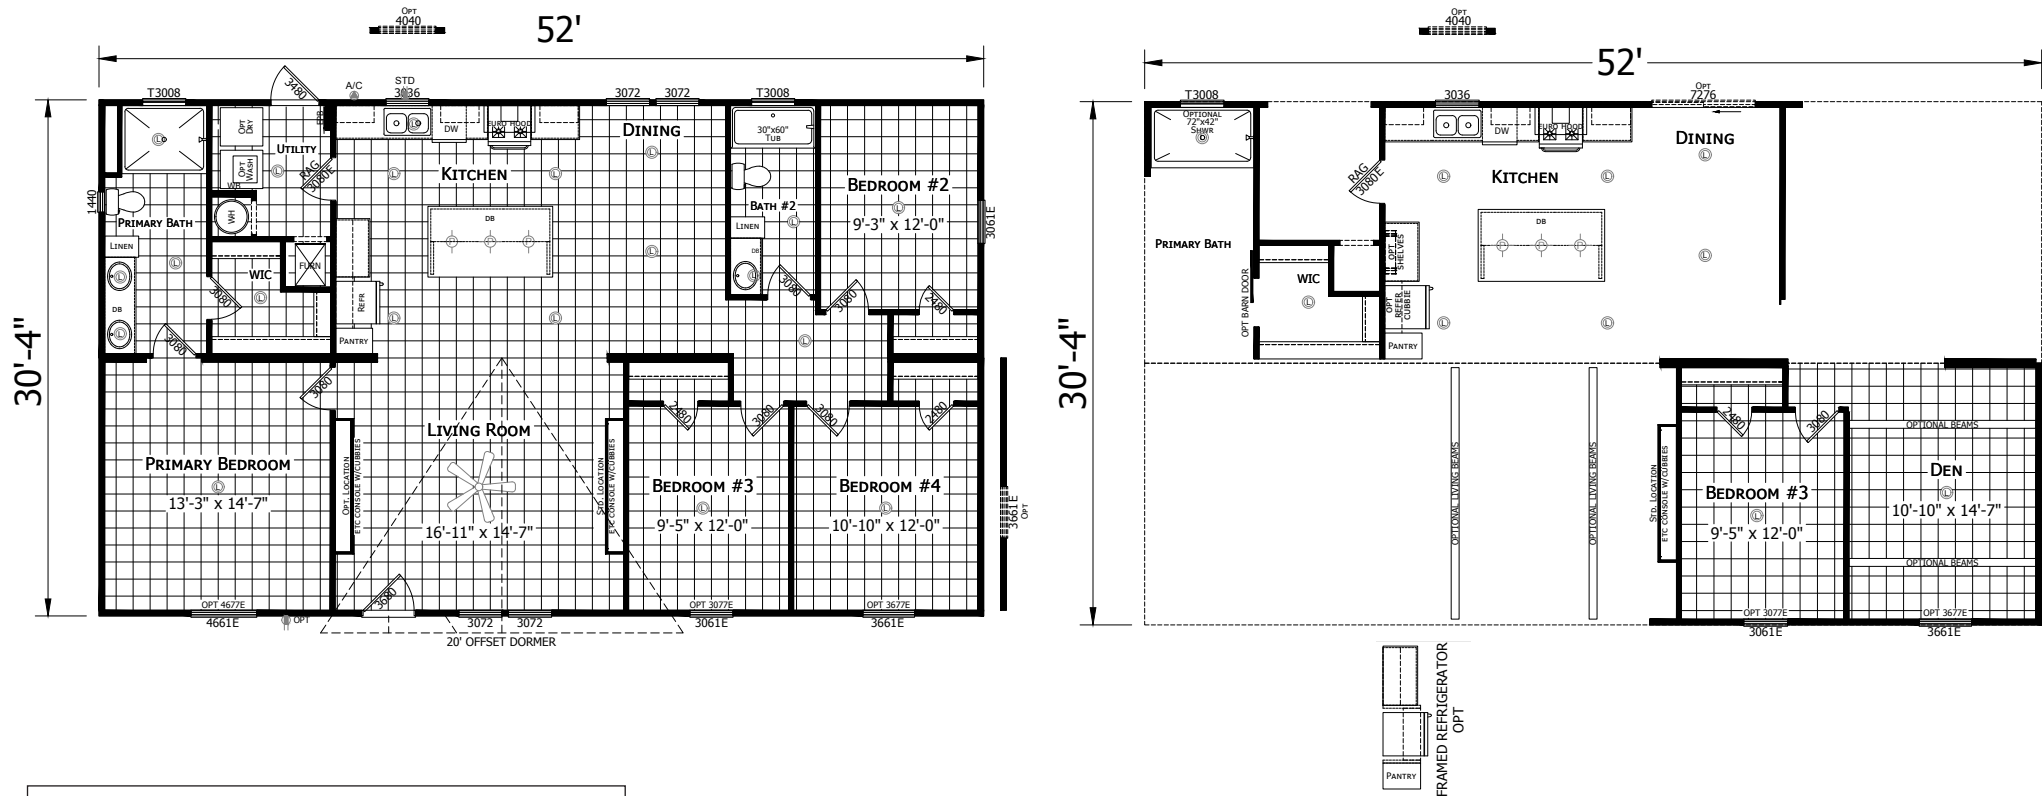 OPT
4040
52'
30'-4"
T3008
3480
A/C
STD
3036
3072
3072
T3008
1440
OPT DRY
OPT WASH
WB
UTILITY
EPB
RAG
3080E
DW
EURO HOOD
DINING
KITCHEN
DB
30"x60"
TUB
BATH #2
LINEN
DB
BEDROOM #2
9'-3" x 12'-0"
3061E
PRIMARY BATH
LINEN
DB
WH
WIC
FURN
REFR
PANTRY
3080
3080
3080
3080
3080
2480
PRIMARY BEDROOM
13'-3" x 14'-7"
OPT 4677E
4661E
OPT
OPT. LOCATION
ETC CONSOLE W/CUBBIES
LIVING ROOM
16'-11" x 14'-7"
3680
3072
3072
20' OFFSET DORMER
STD. LOCATION
ETC CONSOLE W/CUBBIES
2480
3080
BEDROOM #3
9'-5" x 12'-0"
OPT 3077E
3061E
3080
2480
BEDROOM #4
10'-10" x 12'-0"
OPT 3677E
3661E
3661E
OPT
OPT
4040
52'
30'-4"
T3008
OPTIONAL
72"x42"
SHWR
3036
OPT
7276
DW
EURO HOOD
DINING
RAG
3080E
KITCHEN
DB
PRIMARY BATH
OPT BARN DOOR
WIC
OPT
SHELVES
OPT
REFER
CUBBIE
PANTRY
OPTIONAL LIVING BEAMS
OPTIONAL LIVING BEAMS
STD. LOCATION
ETC CONSOLE W/CUBBIES
2480
3080
BEDROOM #3
9'-5" x 12'-0"
OPT 3077E
3061E
OPTIONAL BEAMS
DEN
10'-10" x 14'-7"
OPTIONAL BEAMS
OPT 3677E
3661E
PANTRY
FRAMED REFRIGERATOR
OPT